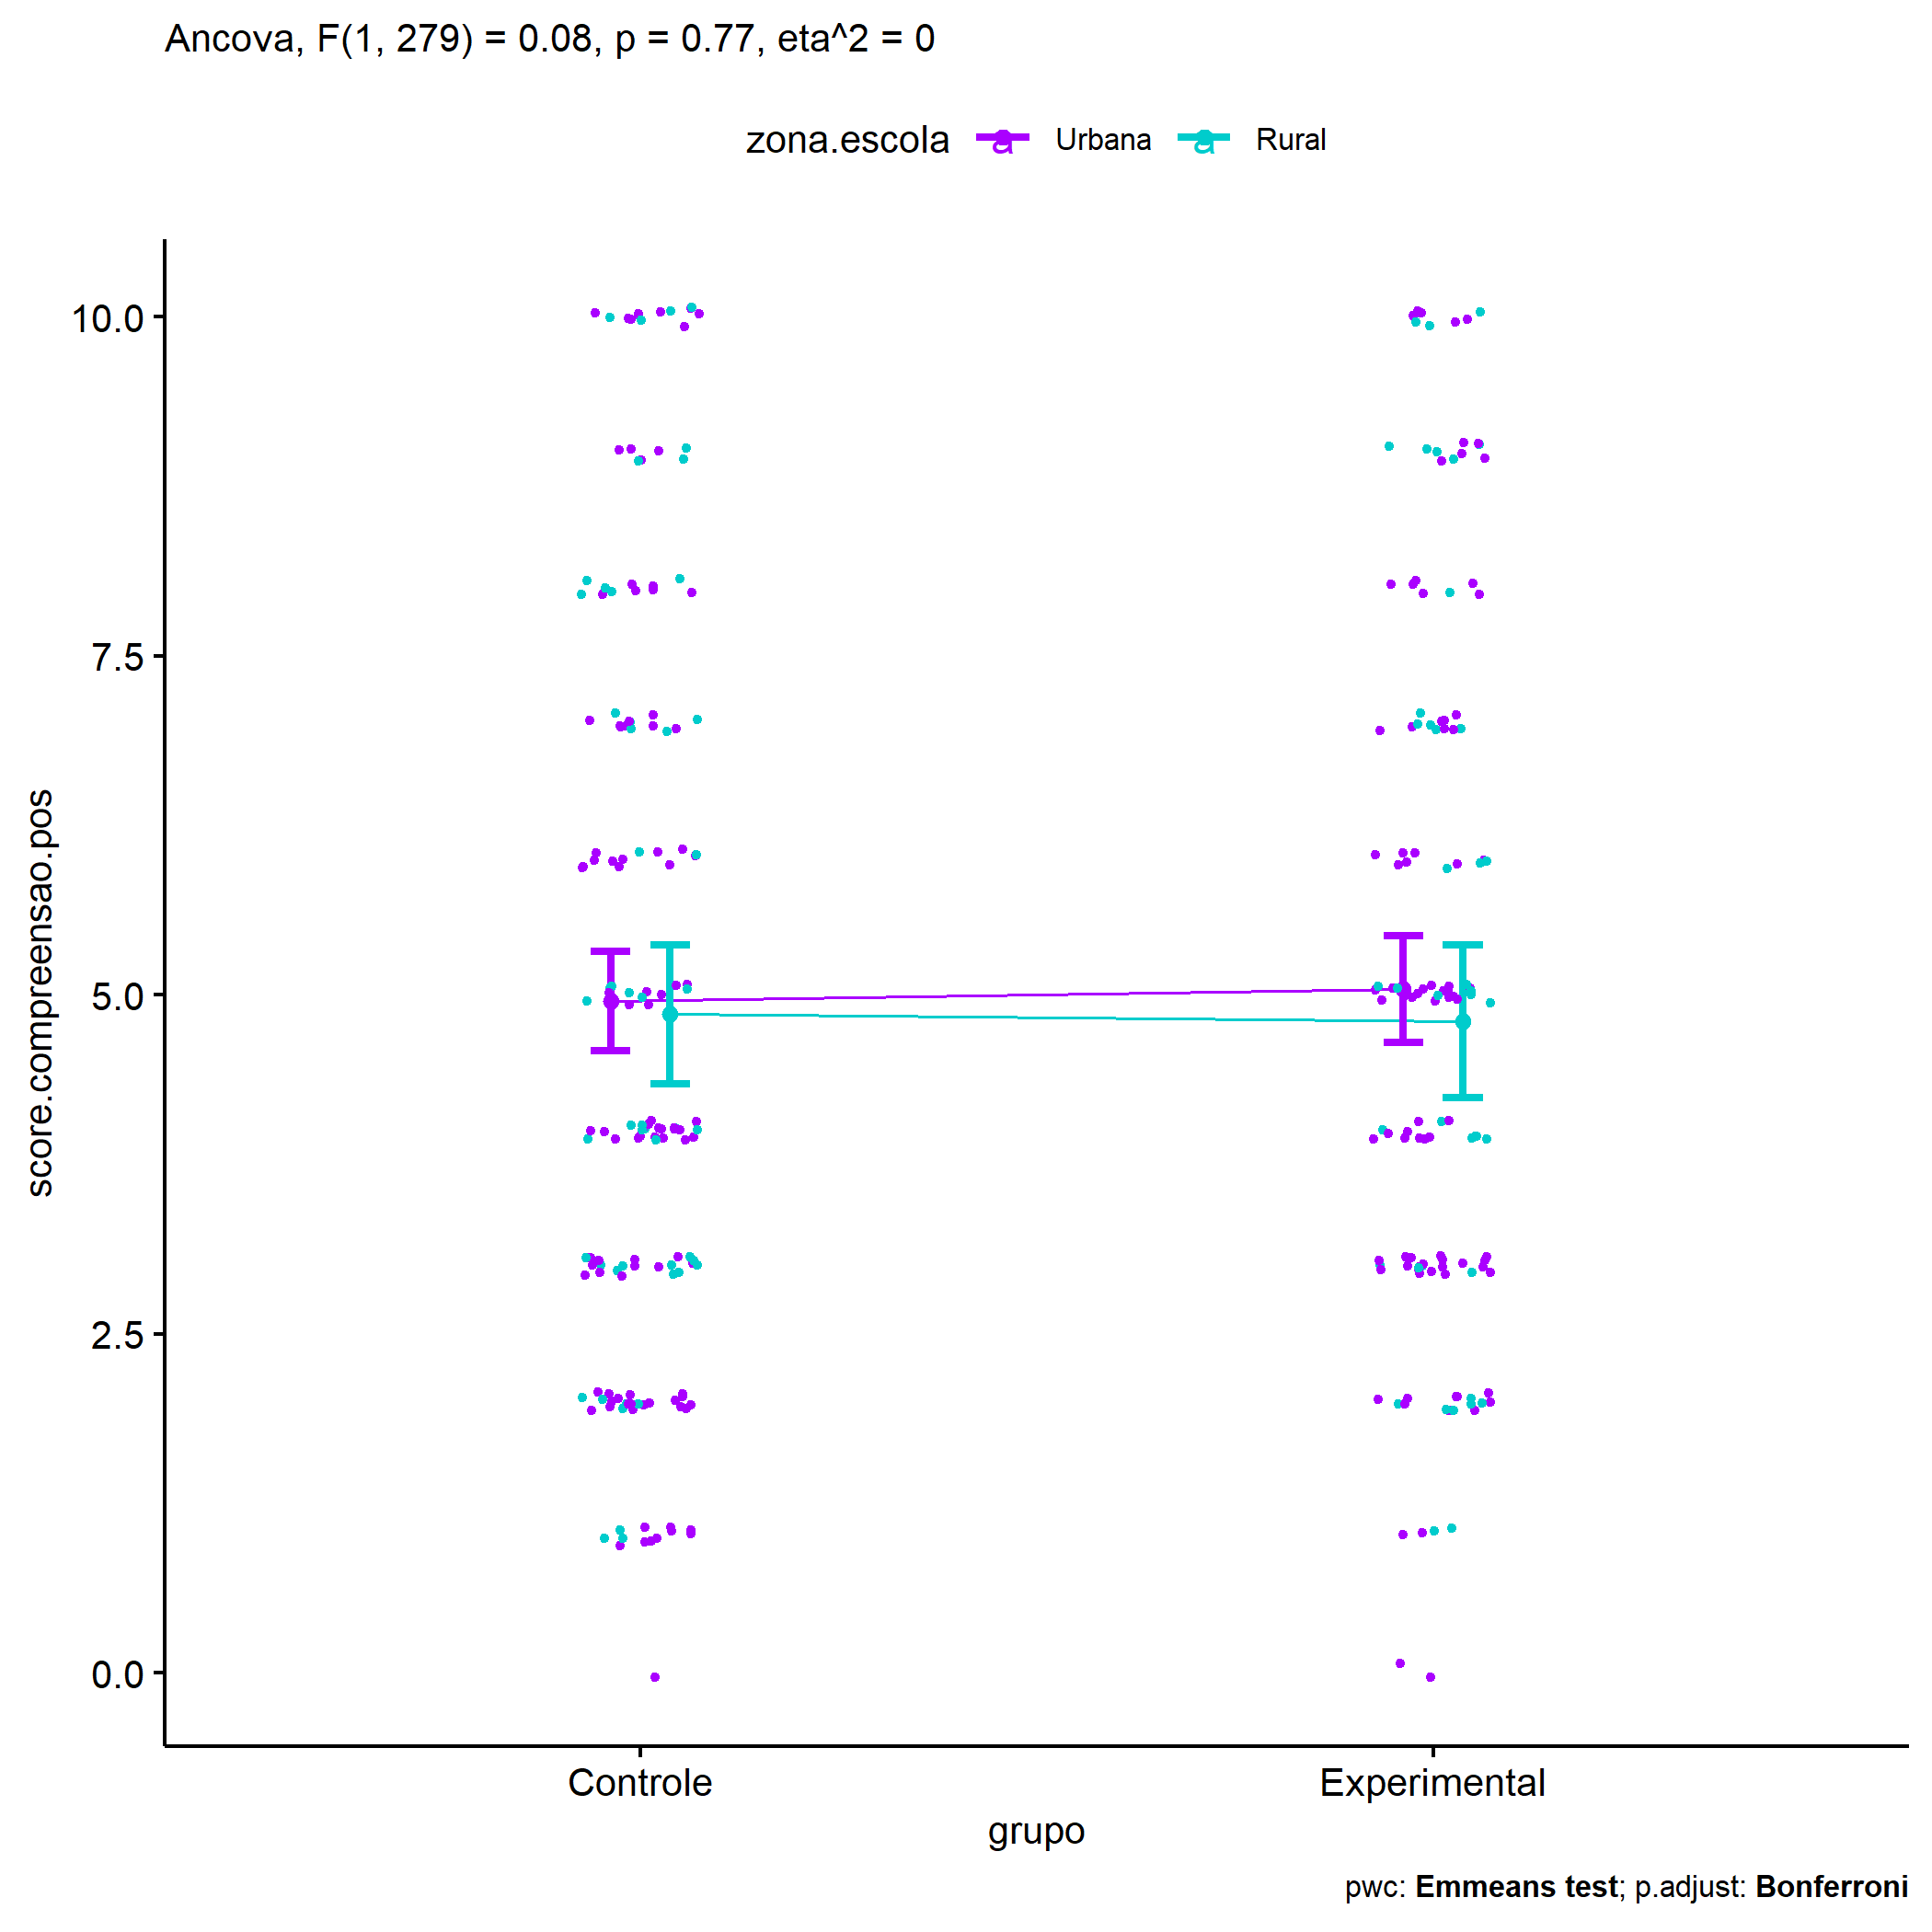 Ancova, F(1, 279) = 0.08, p = 0.77, eta^2 = 0
zona.escola a Urbana a Rural
10.0
7.5
5.0
2.5
0.0
score.compreensao.pos
Controle Experimental
grupo
pwc: Emmeans test; p.adjust: Bonferroni